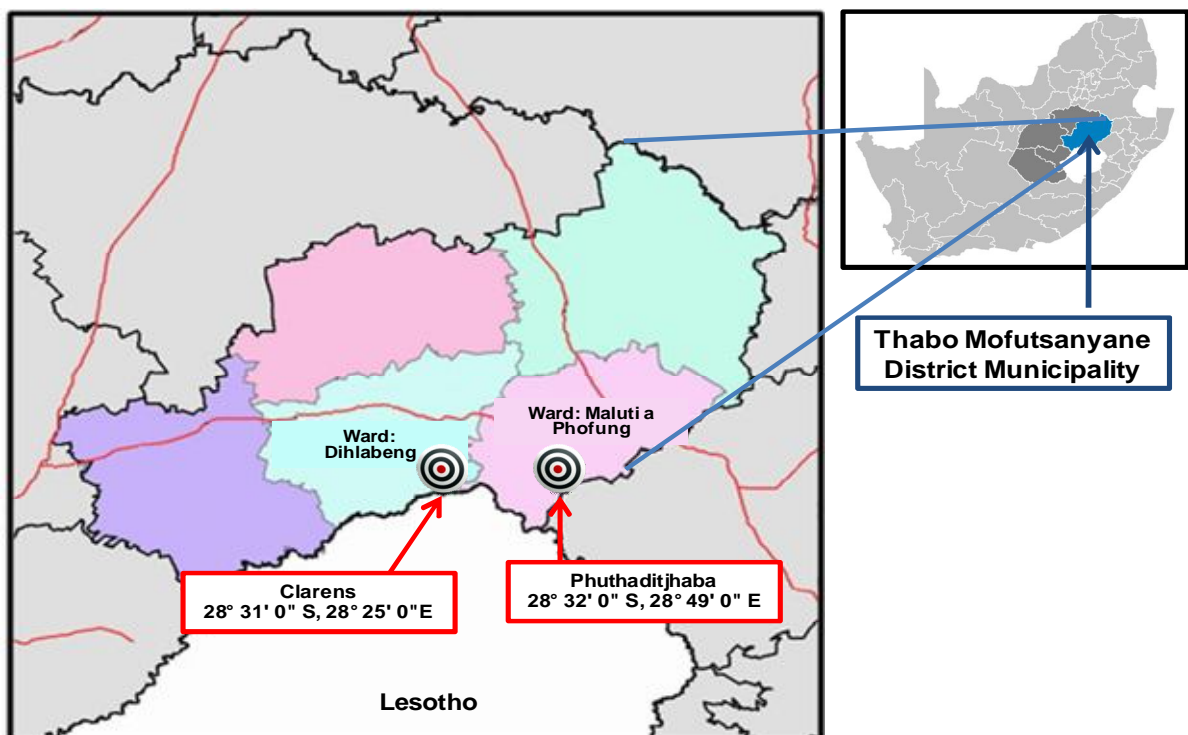 Thabo Mofutsanyane
District Municipality
Ward: Maluti a
Phofung
Ward:
Dihlabeng
Clarens
28° 31' 0" S, 28° 25' 0"E
Phuthaditjhaba
28° 32' 0" S, 28° 49' 0" E
Lesotho